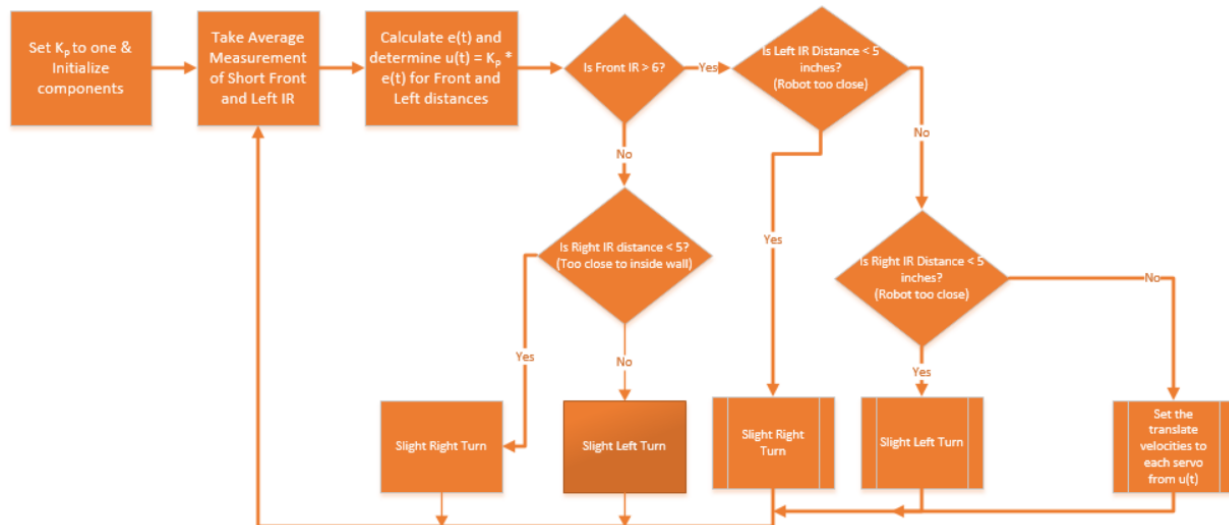 Set Kp to one &
Initialize
components
Take Average
Measurement
of Short Front
and Left IR
Calculate e(t) and
determine u(t) = Kp *
e(t) for Front and
Left distances
Is Front IR > 6?
Yes
Is Left IR Distance < 5
inches?
(Robot too close)
No
No
Yes
Is Right IR distance < 5?
(Too close to inside wall)
Is Right IR Distance < 5
inches?
(Robot too close)
No
Yes
No
Yes
Slight Right Turn
Slight Left Turn
Slight Right
Turn
Slight Left Turn
Set the
translate
velocities to
each servo
from u(t)